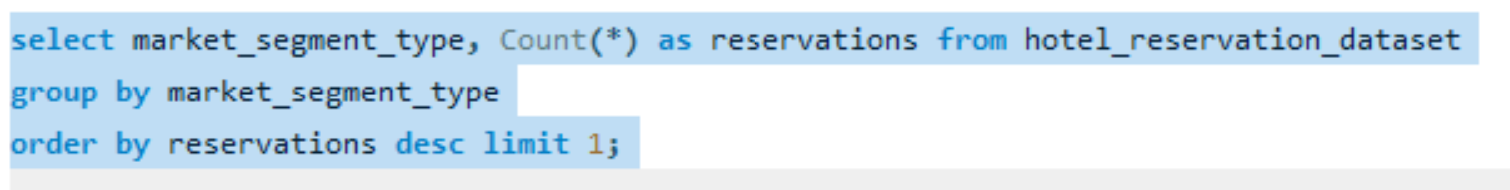 select market_segment_type, Count(*) as reservations from hotel_reservation_dataset
group by market_segment_type
order by reservations desc limit 1;